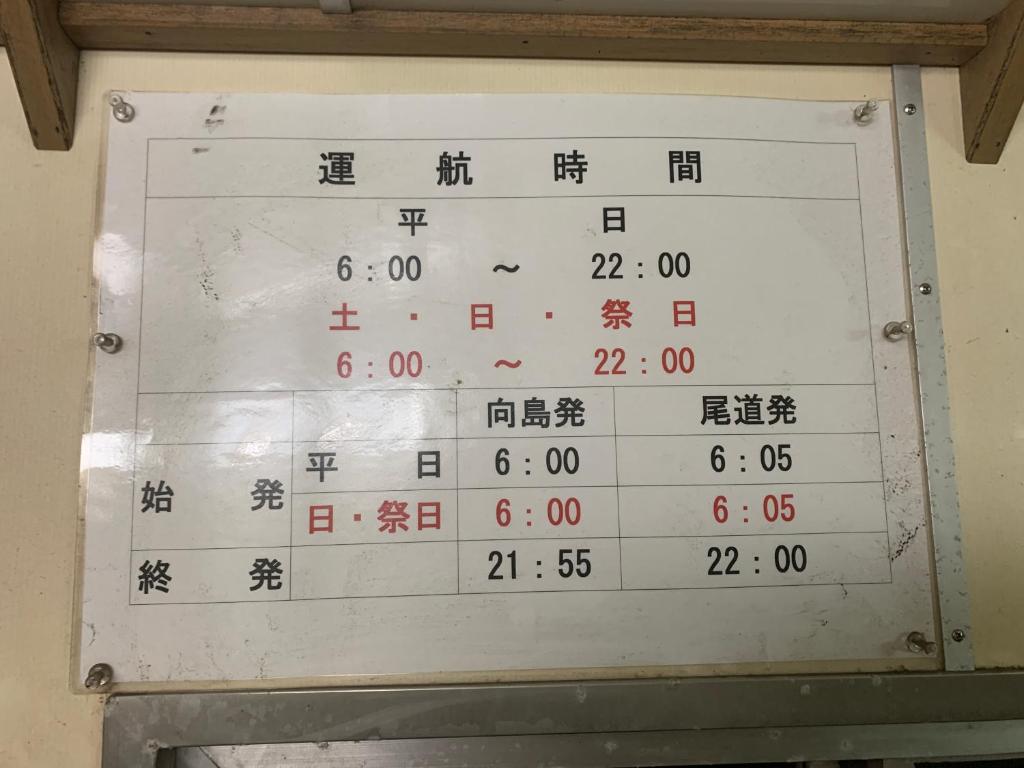 運航時間
平日
6:00 ～ 22:00
土・日・祭日
6:00 ～ 22:00
向島発 尾道発
始発 平日 6:00 6:05
日・祭日 6:00 6:05
終発 21:55 22:00